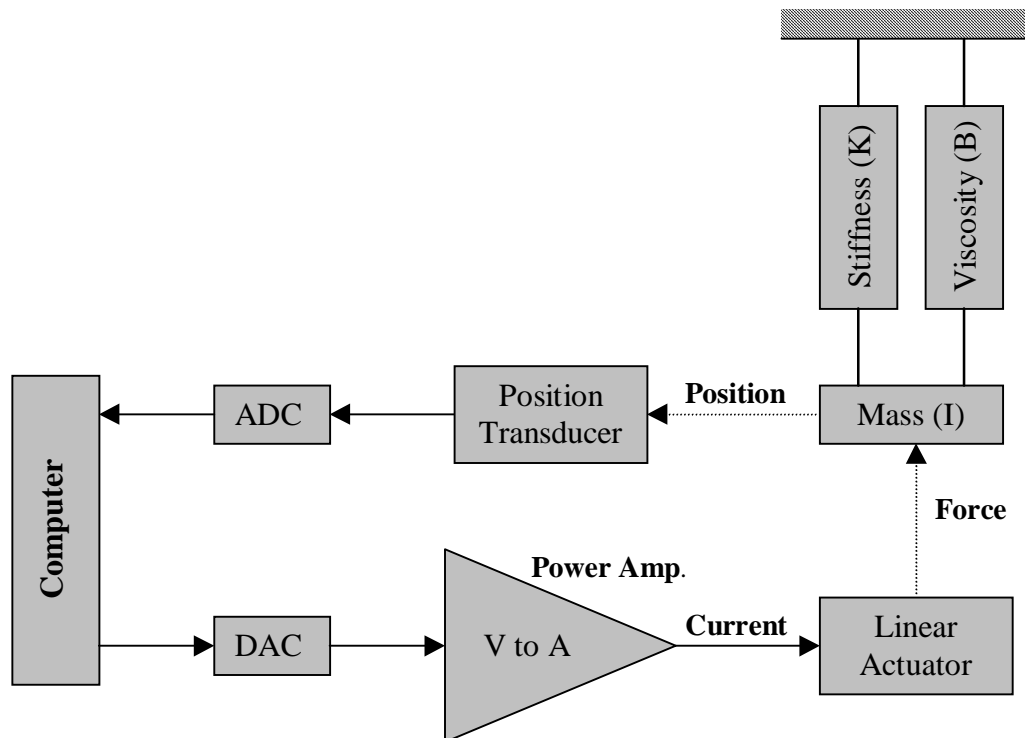 Stiffness (K)
Viscosity (B)
ADC
Position
Transducer
Position
Mass (I)
Computer
Force
Power Amp.
DAC
V to A
Current
Linear
Actuator